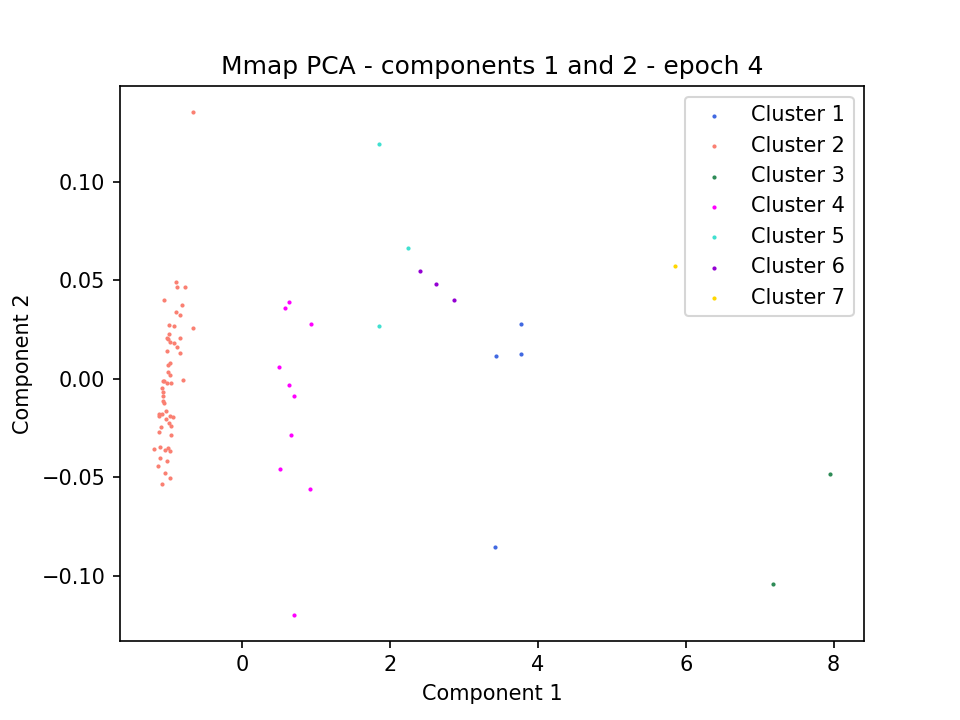 Mmap PCA - components 1 and 2 - epoch 4
Cluster 1
Cluster 2
Cluster 3
Cluster 4
Cluster 5
Cluster 6
Cluster 7
0.10
0.05
0.00
−0.05
−0.10
Component 2
0 2 4 6 8
Component 1